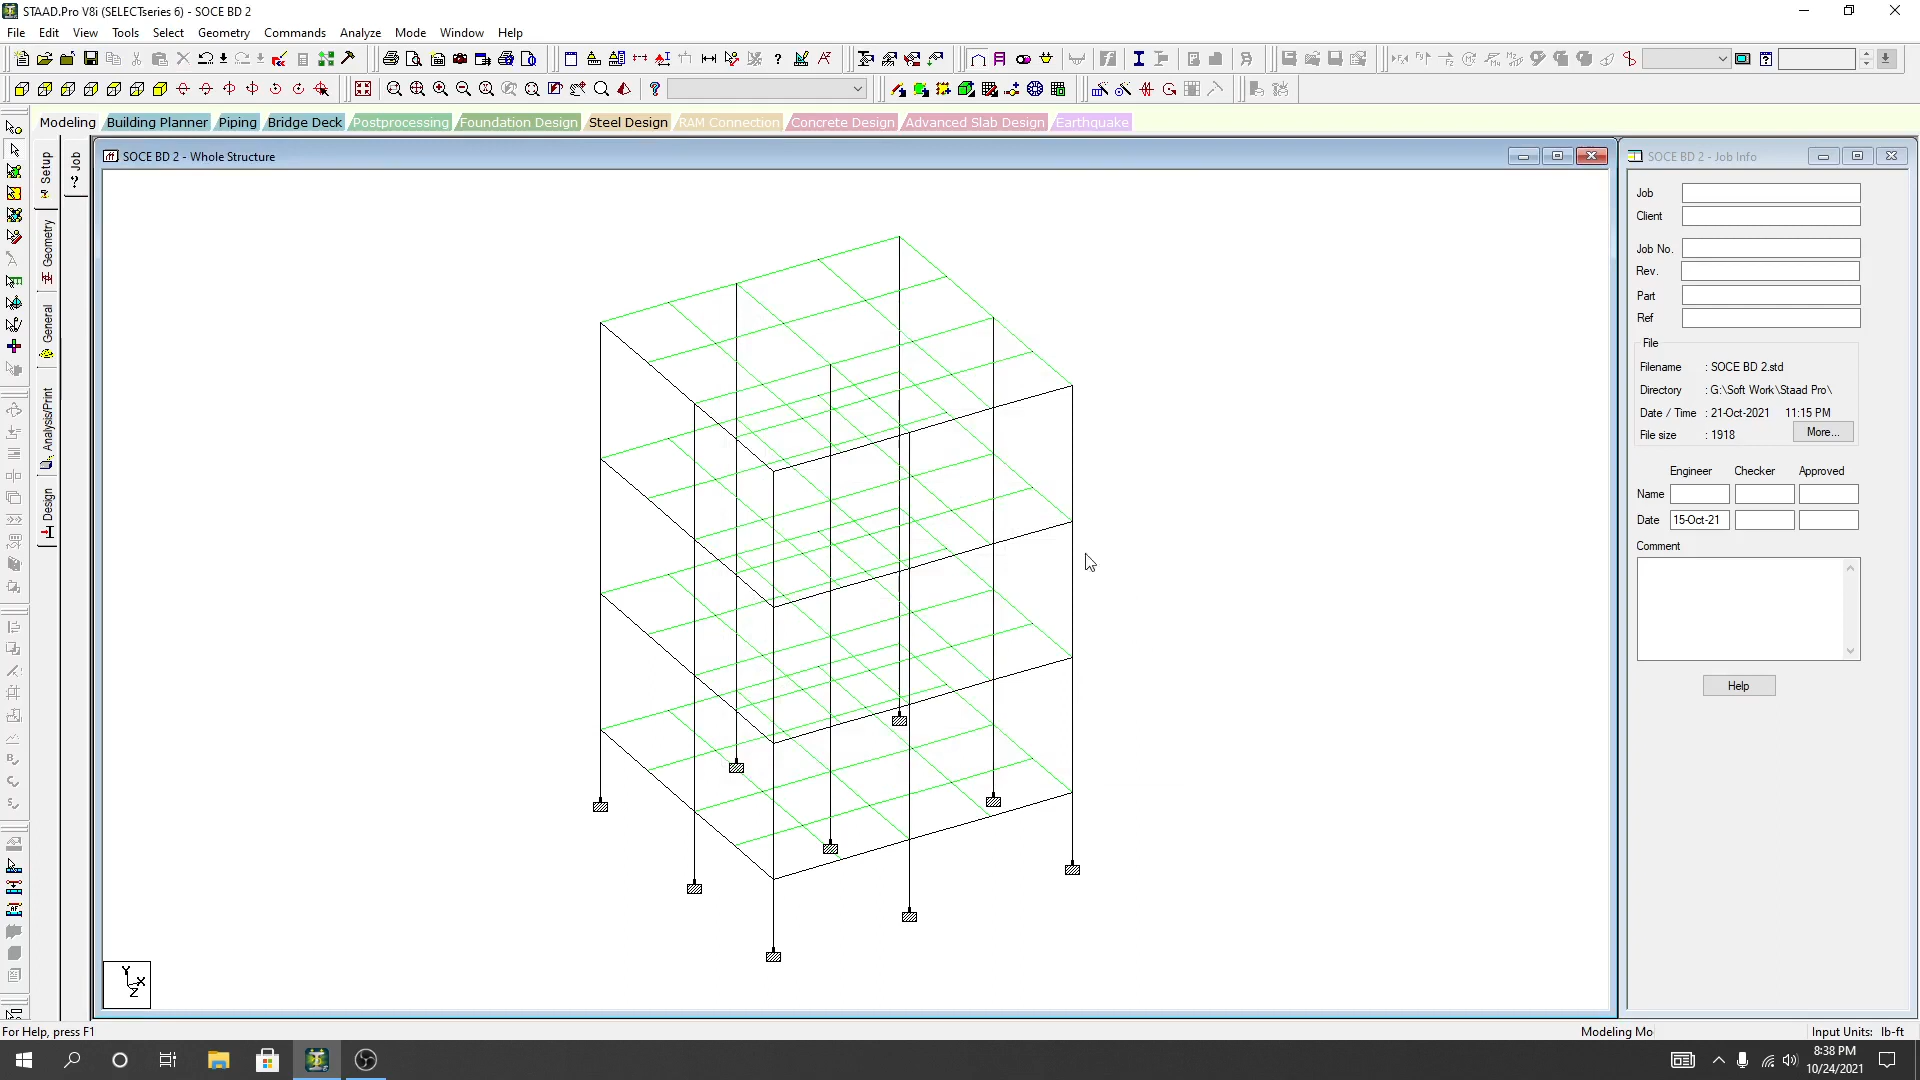 STAAD.Pro V8i (SELECTseries 6) - SOCE BD 2
File Edit View Tools Select Geometry Commands Analyze Mode Window Help
Modeling Building Planner Piping Bridge Deck Postprocessing Foundation Design Steel Design RAM Connection Concrete Design Advanced Slab Design Earthquake
Setup
Geometry
General
Analysis/Print
Design
Job
SOCE BD 2 - Whole Structure
Y
X
Z
SOCE BD 2 - Job Info
Job
Client
Job No.
Rev.
Part
Ref
File
Filename : SOCE BD 2.std
Directory : G:\Soft Work\Staad Pro\
Date / Time : 21-Oct-2021 11:15 PM
File size : 1918 More...
Engineer Checker Approved
Name
Date 15-Oct-21
Comment
Help
For Help, press F1
Modeling Mo
Input Units: lb-ft
8:38 PM
10/24/2021